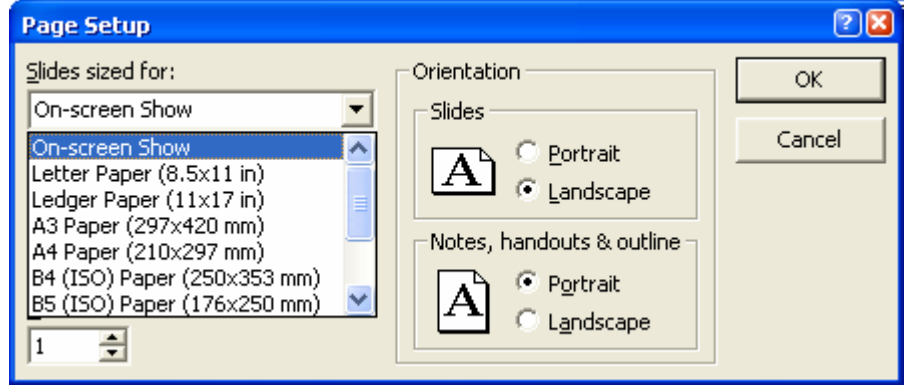 Page Setup
Slides sized for:
On-screen Show
On-screen Show
Letter Paper (8.5x11 in)
Ledger Paper (11x17 in)
A3 Paper (297x420 mm)
A4 Paper (210x297 mm)
B4 (ISO) Paper (250x353 mm)
B5 (ISO) Paper (176x250 mm)
1
Orientation
Slides
A
Portrait
Landscape
Notes, handouts & outline
A
Portrait
Landscape
OK
Cancel